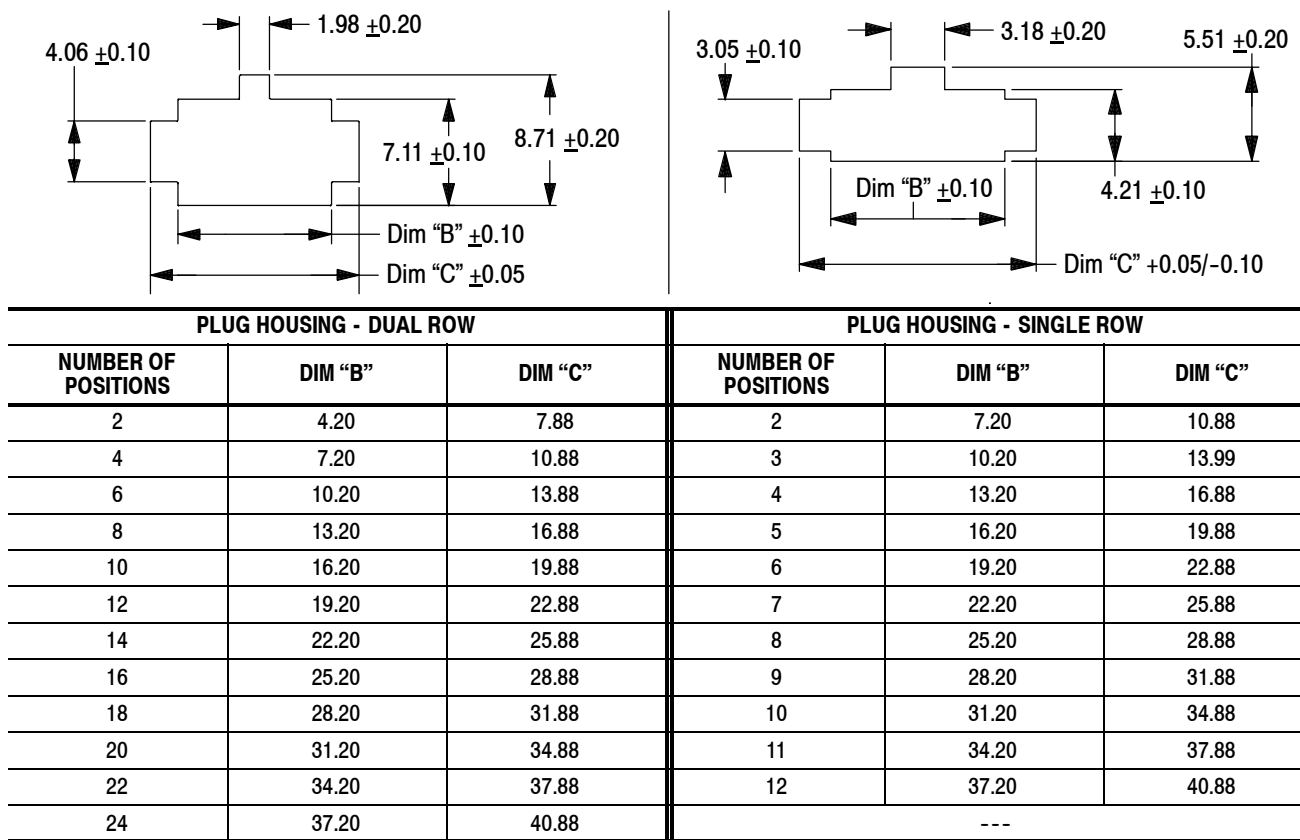 1.98 ±0.20
4.06 ±0.10
7.11 ±0.10
8.71 ±0.20
Dim “B” ±0.10
Dim “C” ±0.05
3.18 ±0.20
5.51 ±0.20
3.05 ±0.10
Dim “B” ±0.10
4.21 ±0.10
Dim “C” +0.05/-0.10
PLUG HOUSING - DUAL ROW PLUG HOUSING - SINGLE ROW
NUMBER OF POSITIONS DIM “B” DIM “C” NUMBER OF POSITIONS DIM “B” DIM “C”
2 4.20 7.88 2 7.20 10.88
4 7.20 10.88 3 10.20 13.99
6 10.20 13.88 4 13.20 16.88
8 13.20 16.88 5 16.20 19.88
10 16.20 19.88 6 19.20 22.88
12 19.20 22.88 7 22.20 25.88
14 22.20 25.88 8 25.20 28.88
16 25.20 28.88 9 28.20 31.88
18 28.20 31.88 10 31.20 34.88
20 31.20 34.88 11 34.20 37.88
22 34.20 37.88 12 37.20 40.88
24 37.20 40.88 ---